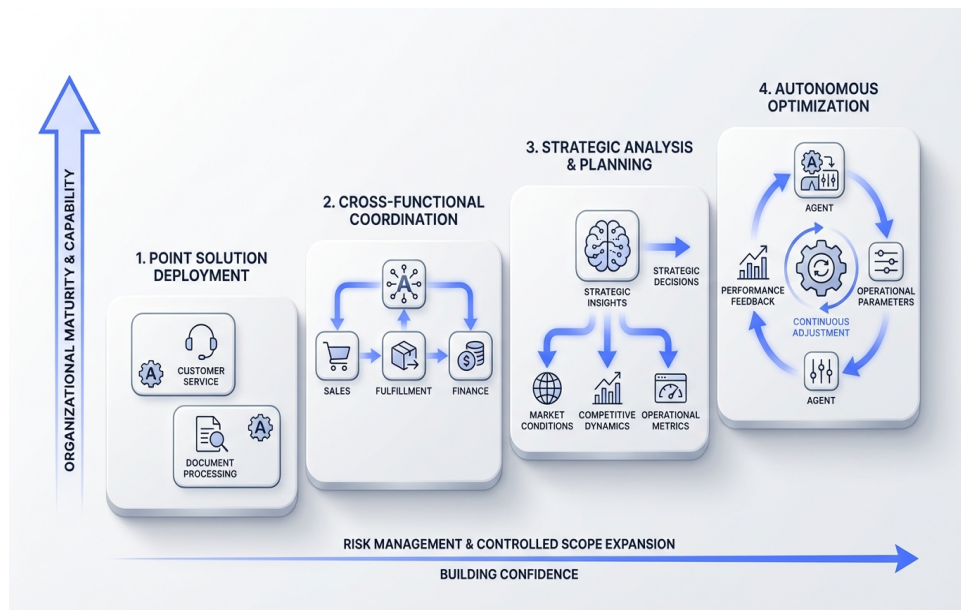 ORGANIZATIONAL MATURITY & CAPABILITY
1. POINT SOLUTION
DEPLOYMENT
A
CUSTOMER
SERVICE
A
DOCUMENT
PROCESSING
2. CROSS-FUNCTIONAL
COORDINATION
A
SALES
FULFILLMENT
$
FINANCE
3. STRATEGIC ANALYSIS
& PLANNING
STRATEGIC
INSIGHTS
STRATEGIC
DECISIONS
MARKET
CONDITIONS
COMPETITIVE
DYNAMICS
OPERATIONAL
METRICS
4. AUTONOMOUS
OPTIMIZATION
A
AGENT
PERFORMANCE
FEEDBACK
OPERATIONAL
PARAMETERS
CONTINUOUS
ADJUSTMENT
AGENT
RISK MANAGEMENT & CONTROLLED SCOPE EXPANSION
BUILDING CONFIDENCE